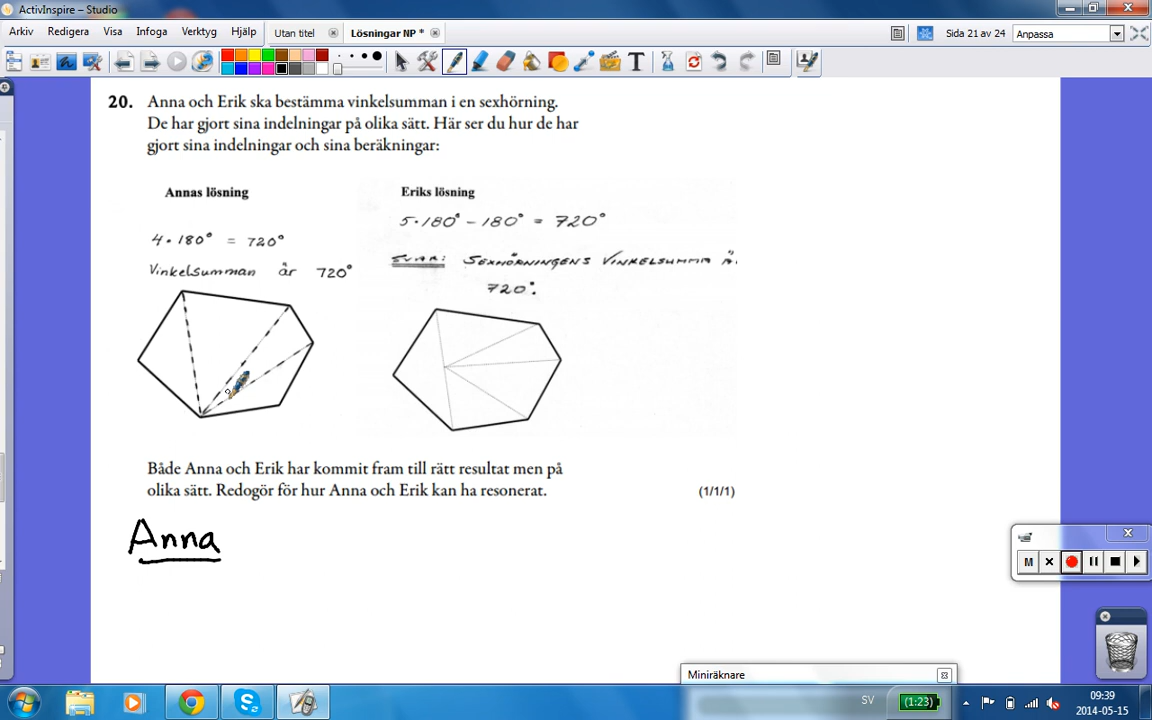 ActivInspire – Studio
Arkiv Redigera Visa Infoga Verktyg Hjälp
Utan titel
Lösningar NP *
Sida 21 av 24
Anpassa
20. Anna och Erik ska bestämma vinkelsumman i en sexhörning.
De har gjort sina indelningar på olika sätt. Här ser du hur de har
gjort sina indelningar och sina beräkningar:
Annas lösning
4·180° = 720°
Vinkelsumman är 720°
Eriks lösning
5·180° – 180° = 720°
SVAR: SEXHÖRNINGENS VINKELSUMMA Ä
720°.
Både Anna och Erik har kommit fram till rätt resultat men på
olika sätt. Redogör för hur Anna och Erik kan ha resonerat.
(1/1/1)
Anna
M
Miniräknare
SV
(1:23)
09:39
2014-05-15